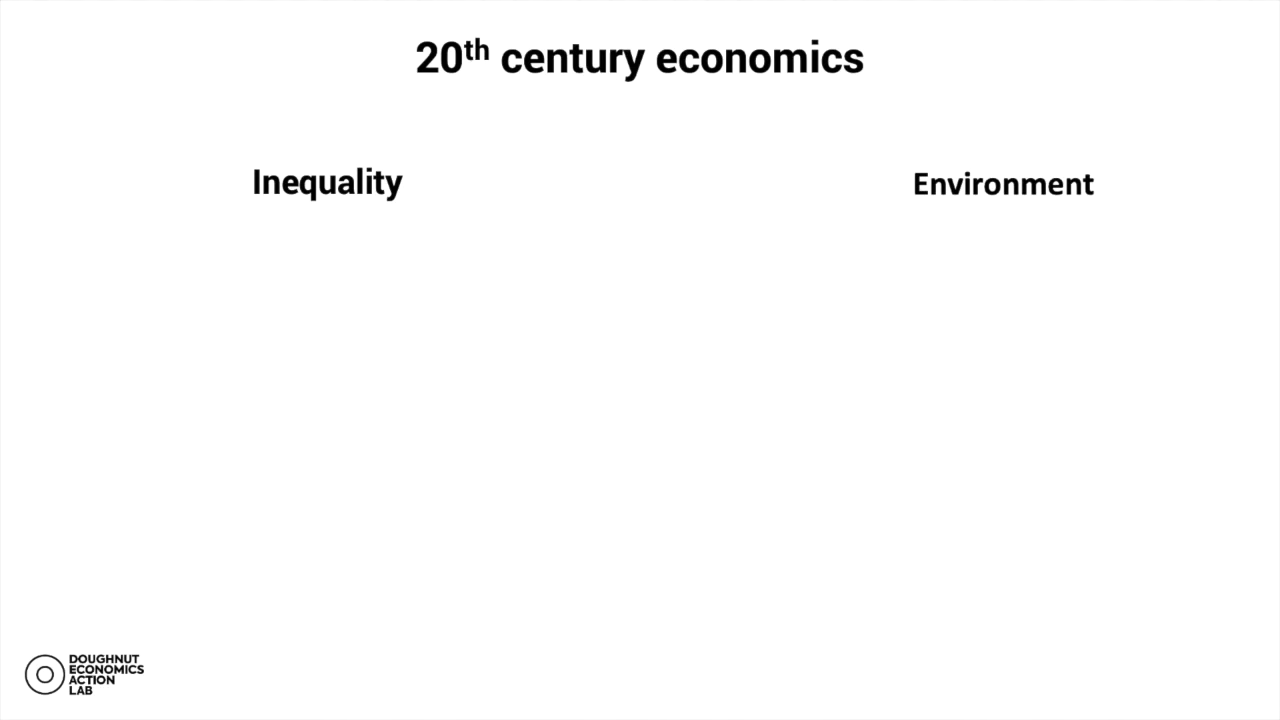 20th century economics
Inequality
Environment
DOUGHNUT
ECONOMICS
ACTION
LAB